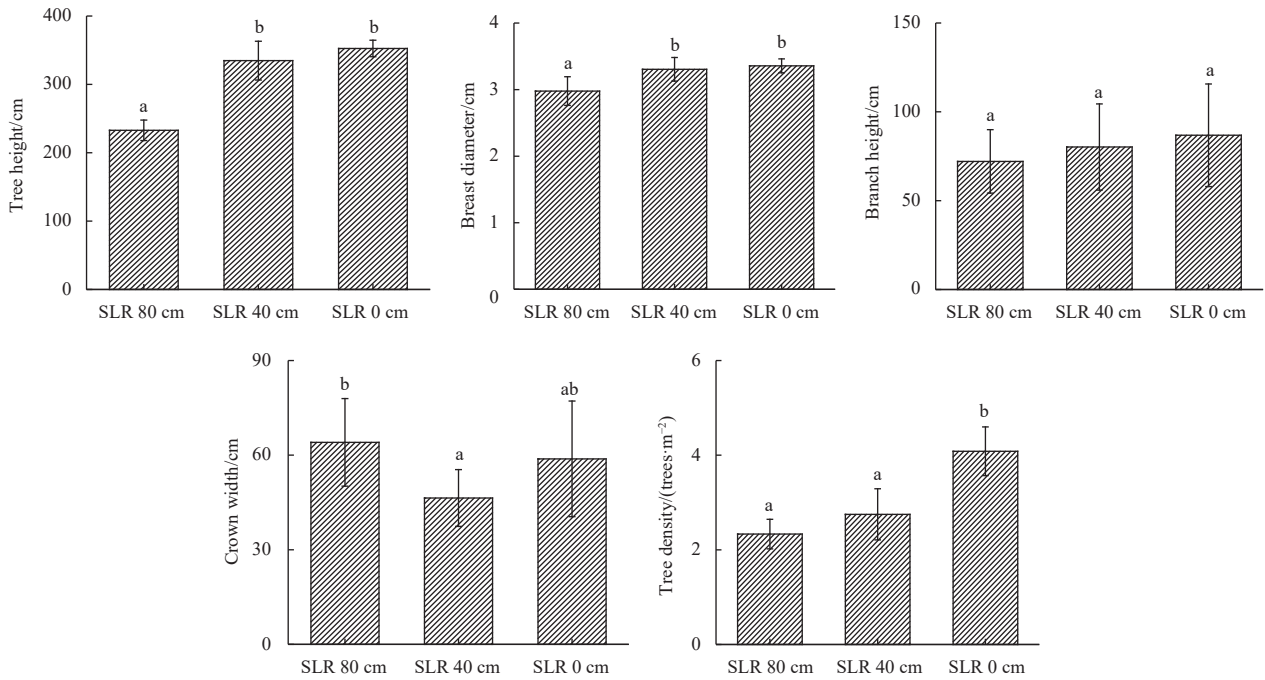 Tree height/cm
400
300
200
100
0
a
b
b
SLR 80 cm
SLR 40 cm
SLR 0 cm
Breast diameter/cm
4
3
2
1
0
a
b
b
SLR 80 cm
SLR 40 cm
SLR 0 cm
Branch height/cm
150
100
50
0
a
a
a
SLR 80 cm
SLR 40 cm
SLR 0 cm
Crown width/cm
90
60
30
0
b
a
ab
SLR 80 cm
SLR 40 cm
SLR 0 cm
Tree density/(trees·m⁻²)
6
4
2
0
a
a
b
SLR 80 cm
SLR 40 cm
SLR 0 cm